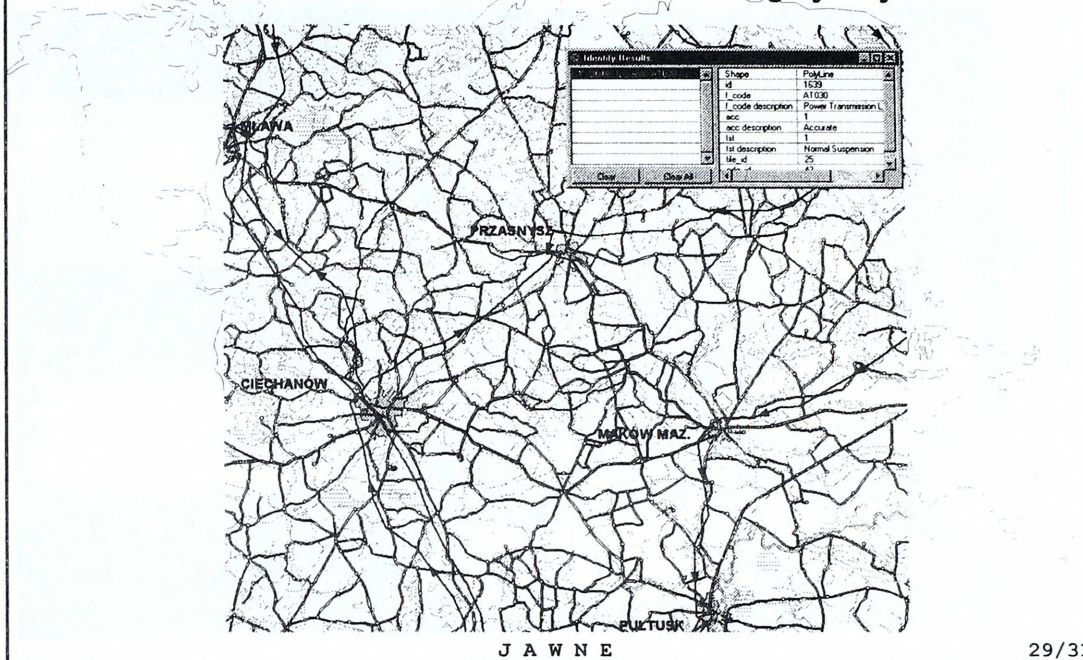 Identify Results
Shape PolyLine
id 1639
f_code AT030
f_code description Power Transmission L
acc 1
acc description Accurate
tst 1
tst description Normal Suspension
tile_id 25
Clear Clear All
MŁAWA
PRZASNYSZ
CIECHANÓW
MAKÓW MAZ.
PUŁTUSK
J A W N E
29/31